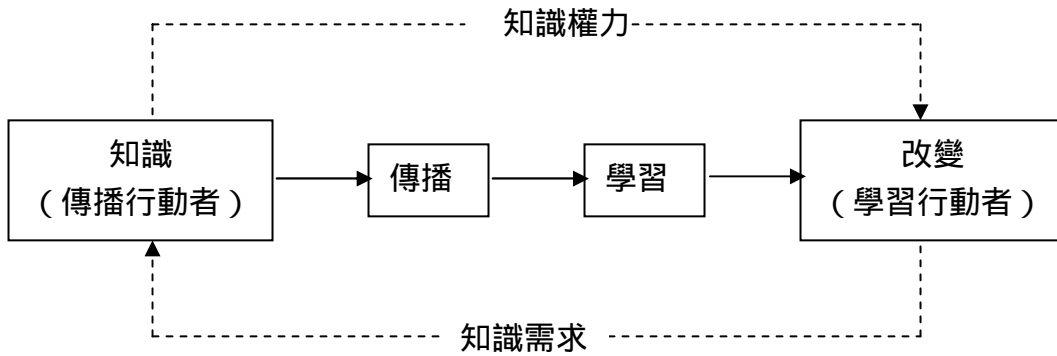 知識權力
知識
（傳播行動者）
傳播
學習
改變
（學習行動者）
知識需求